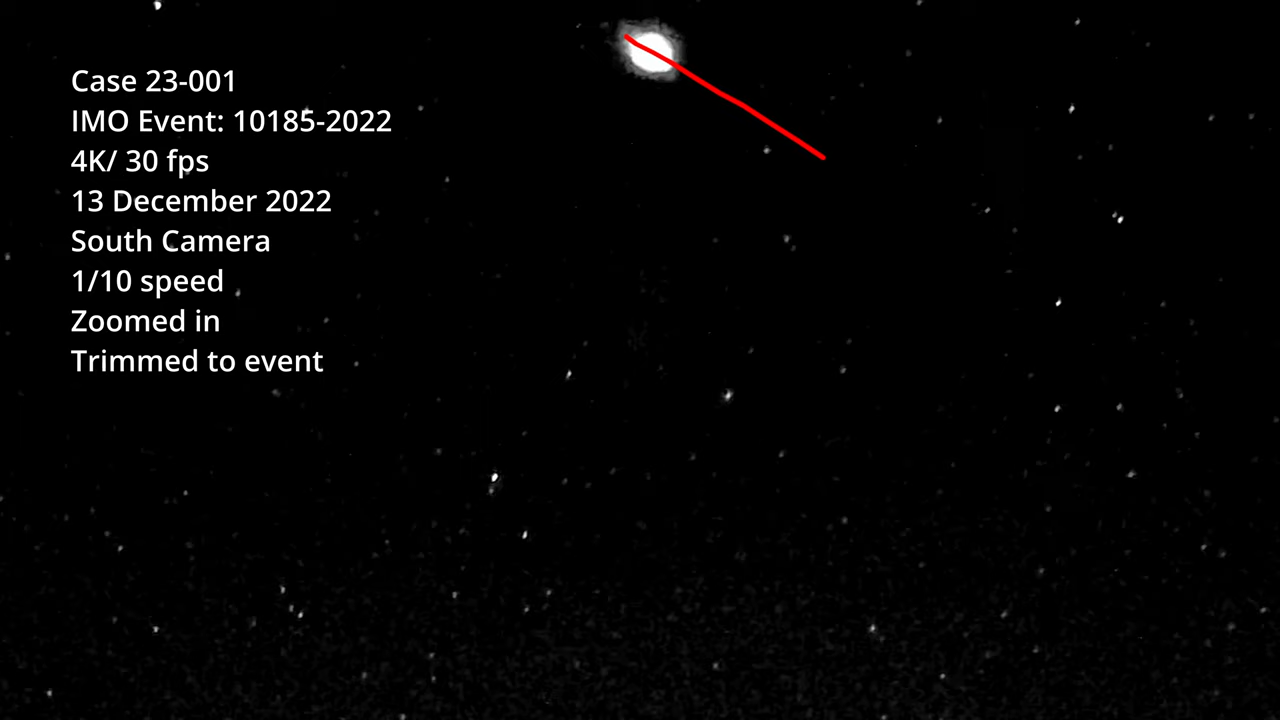 Case 23-001
IMO Event: 10185-2022
4K/ 30 fps
13 December 2022
South Camera
1/10 speed
Zoomed in
Trimmed to event